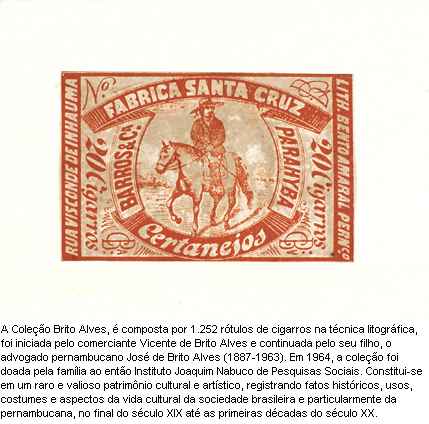 Nº
FABRICA SANTA CRUZ
RUA VISCONDE DE INHAUMA
BARROS & Cª
PARAHYBA
LITH. BENTO AMARAL PERNco
20 Cigarros
20 Cigarros
Certanejos
A Coleção Brito Alves, é composta por 1.252 rótulos de cigarros na técnica litográfica,
foi iniciada pelo comerciante Vicente de Brito Alves e continuada pelo seu filho, o
advogado pernambucano José de Brito Alves (1887-1963). Em 1964, a coleção foi
doada pela família ao então Instituto Joaquim Nabuco de Pesquisas Sociais. Constitui-se
em um raro e valioso patrimônio cultural e artístico, registrando fatos históricos, usos,
costumes e aspectos da vida cultural da sociedade brasileira e particularmente da
pernambucana, no final do século XIX até as primeiras décadas do século XX.